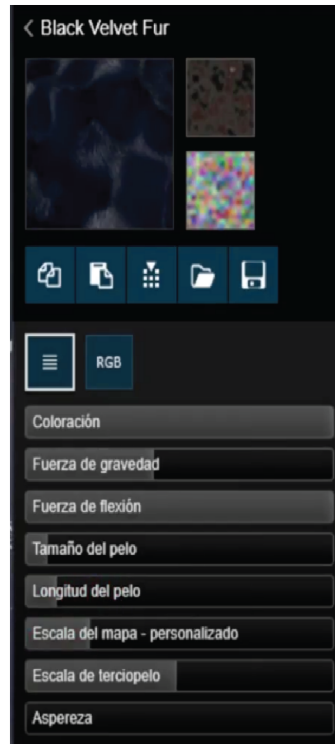 Black Velvet Fur
RGB
Coloración
Fuerza de gravedad
Fuerza de flexión
Tamaño del pelo
Longitud del pelo
Escala del mapa - personalizado
Escala de terciopelo
Aspereza